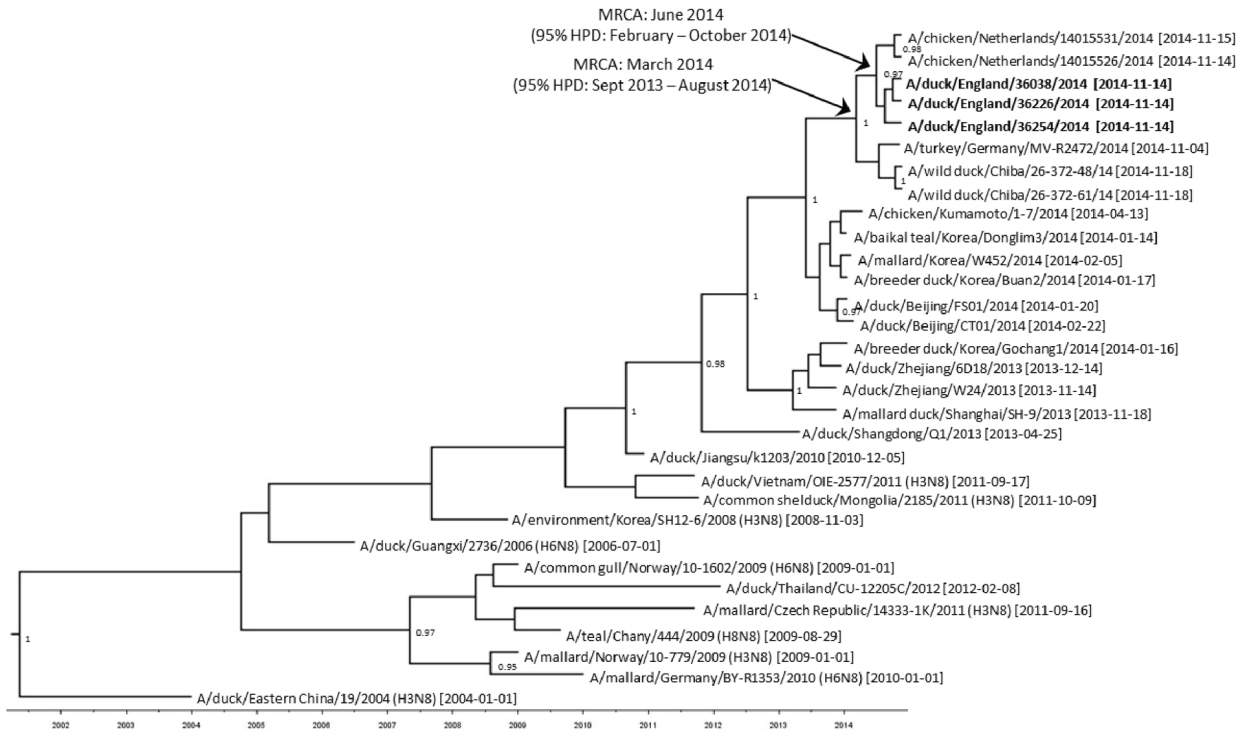 MRCA: June 2014
(95% HPD: February – October 2014)
MRCA: March 2014
(95% HPD: Sept 2013 – August 2014)
A/chicken/Netherlands/14015531/2014 [2014-11-15]
0.98
A/chicken/Netherlands/14015526/2014 [2014-11-14]
0.97
A/duck/England/36038/2014 [2014-11-14]
A/duck/England/36226/2014 [2014-11-14]
1
A/duck/England/36254/2014 [2014-11-14]
A/turkey/Germany/MV-R2472/2014 [2014-11-04]
A/wild duck/Chiba/26-372-48/14 [2014-11-18]
1
A/wild duck/Chiba/26-372-61/14 [2014-11-18]
1
A/chicken/Kumamoto/1-7/2014 [2014-04-13]
A/baikal teal/Korea/Donglim3/2014 [2014-01-14]
A/mallard/Korea/W452/2014 [2014-02-05]
A/breeder duck/Korea/Buan2/2014 [2014-01-17]
1
A/duck/Beijing/FS01/2014 [2014-01-20]
0.97
A/duck/Beijing/CT01/2014 [2014-02-22]
A/breeder duck/Korea/Gochang1/2014 [2014-01-16]
0.98
A/duck/Zhejiang/6D18/2013 [2013-12-14]
1
A/duck/Zhejiang/W24/2013 [2013-11-14]
1
A/mallard duck/Shanghai/SH-9/2013 [2013-11-18]
A/duck/Shangdong/Q1/2013 [2013-04-25]
A/duck/Jiangsu/k1203/2010 [2010-12-05]
A/duck/Vietnam/OIE-2577/2011 (H3N8) [2011-09-17]
A/common shelduck/Mongolia/2185/2011 (H3N8) [2011-10-09]
A/environment/Korea/SH12-6/2008 (H3N8) [2008-11-03]
A/duck/Guangxi/2736/2006 (H6N8) [2006-07-01]
A/common gull/Norway/10-1602/2009 (H6N8) [2009-01-01]
A/duck/Thailand/CU-12205C/2012 [2012-02-08]
A/mallard/Czech Republic/14333-1K/2011 (H3N8) [2011-09-16]
0.97
1
A/teal/Chany/444/2009 (H8N8) [2009-08-29]
A/mallard/Norway/10-779/2009 (H3N8) [2009-01-01]
0.95
A/mallard/Germany/BY-R1353/2010 (H6N8) [2010-01-01]
A/duck/Eastern China/19/2004 (H3N8) [2004-01-01]
2002 2003 2004 2005 2006 2007 2008 2009 2010 2011 2012 2013 2014